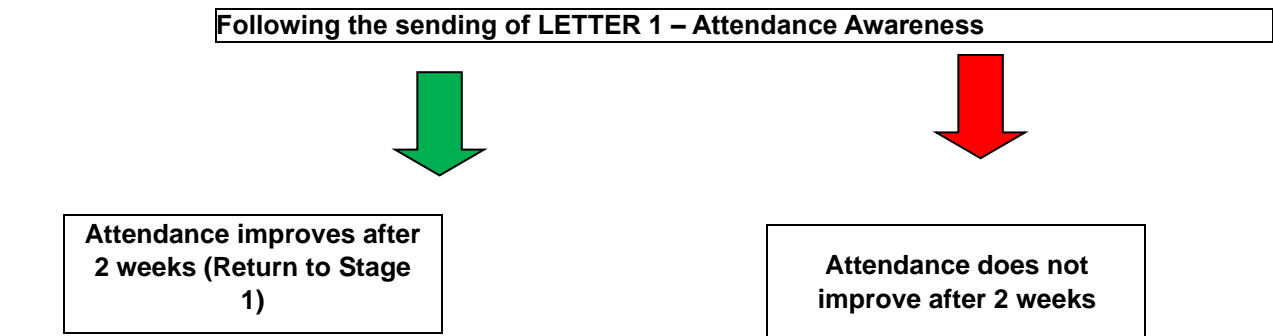 Following the sending of LETTER 1 – Attendance Awareness
Attendance improves after
2 weeks (Return to Stage
1)
Attendance does not
improve after 2 weeks